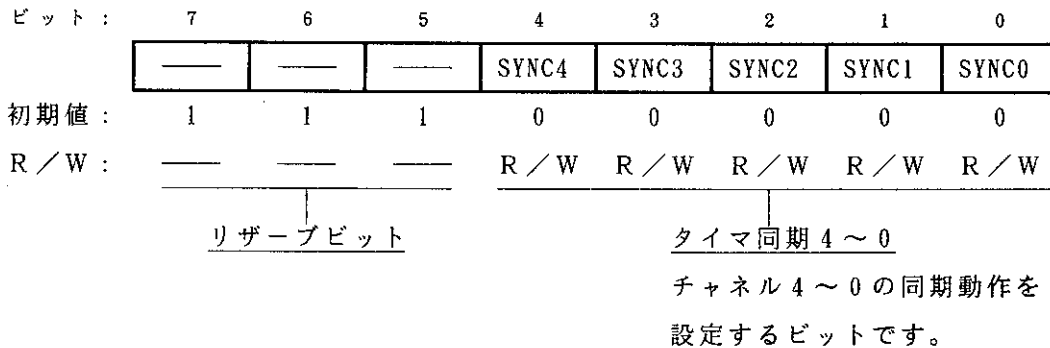 ビット： 7 6 5 4 3 2 1 0
—— —— —— SYNC4 SYNC3 SYNC2 SYNC1 SYNC0
初期値： 1 1 1 0 0 0 0 0
R／W： —— —— —— R／W R／W R／W R／W R／W
リザーブビット タイマ同期4～0
チャネル4～0の同期動作を
設定するビットです。